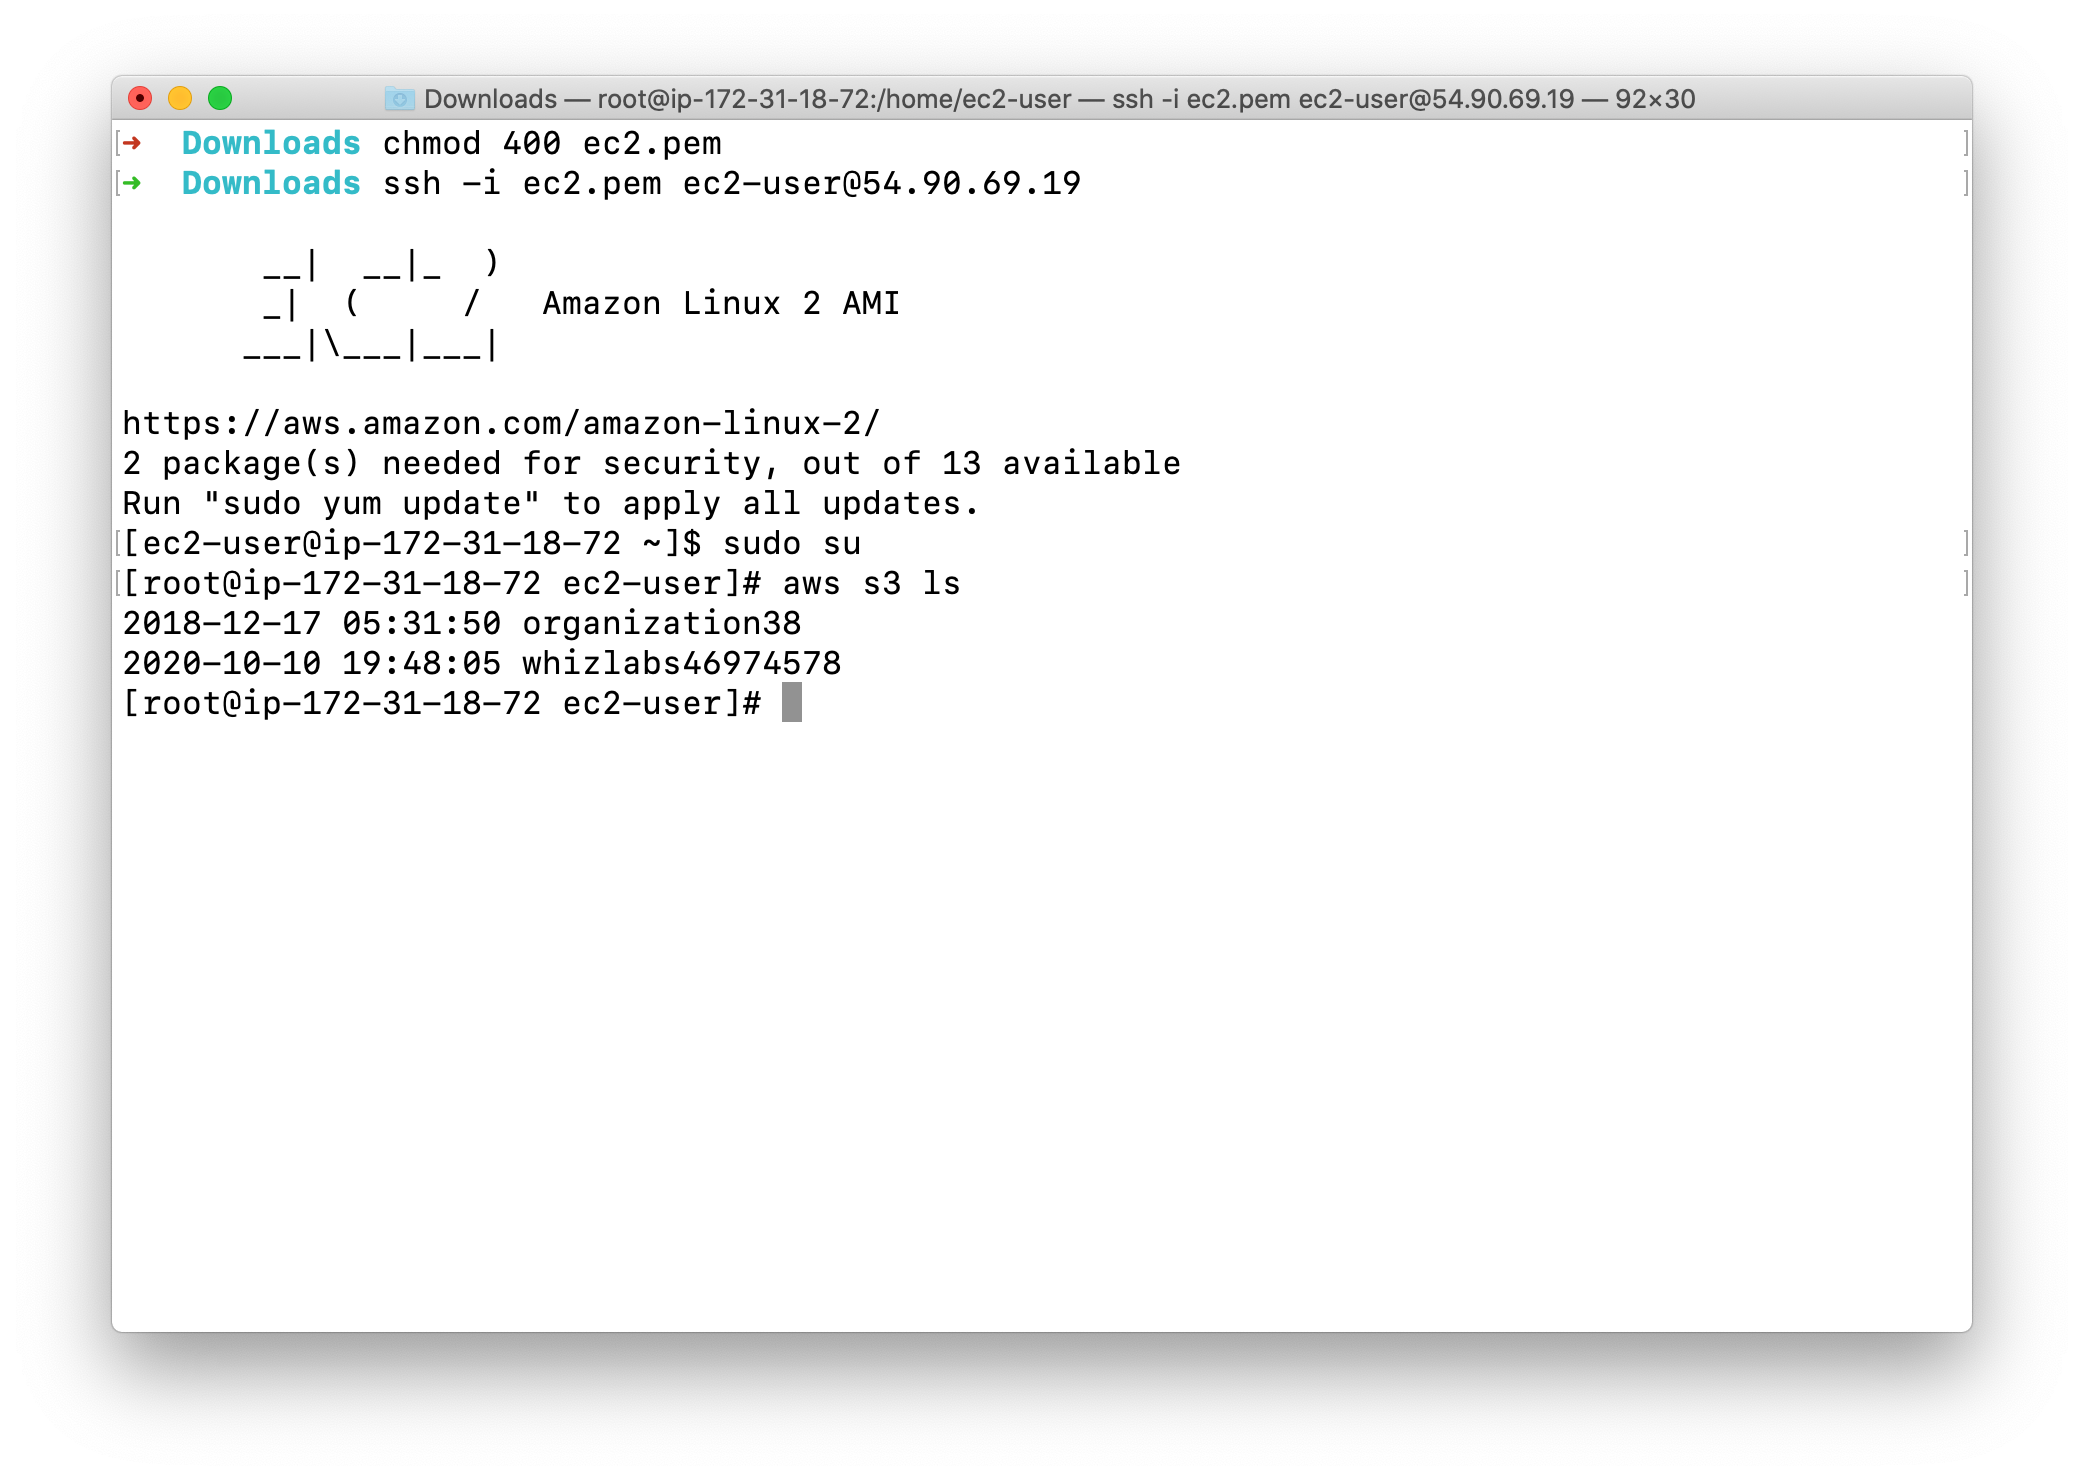 Downloads — root@ip-172-31-18-72:/home/ec2-user — ssh -i ec2.pem ec2-user@54.90.69.19 — 92×30
[➜  Downloads chmod 400 ec2.pem ]
[➜  Downloads ssh -i ec2.pem ec2-user@54.90.69.19 ]
       __|  __|_  )
       _|  (     /   Amazon Linux 2 AMI
      ___|\___|___|
https://aws.amazon.com/amazon-linux-2/
2 package(s) needed for security, out of 13 available
Run "sudo yum update" to apply all updates.
[[ec2-user@ip-172-31-18-72 ~]$ sudo su ]
[[root@ip-172-31-18-72 ec2-user]# aws s3 ls ]
2018-12-17 05:31:50 organization38
2020-10-10 19:48:05 whizlabs46974578
[root@ip-172-31-18-72 ec2-user]#